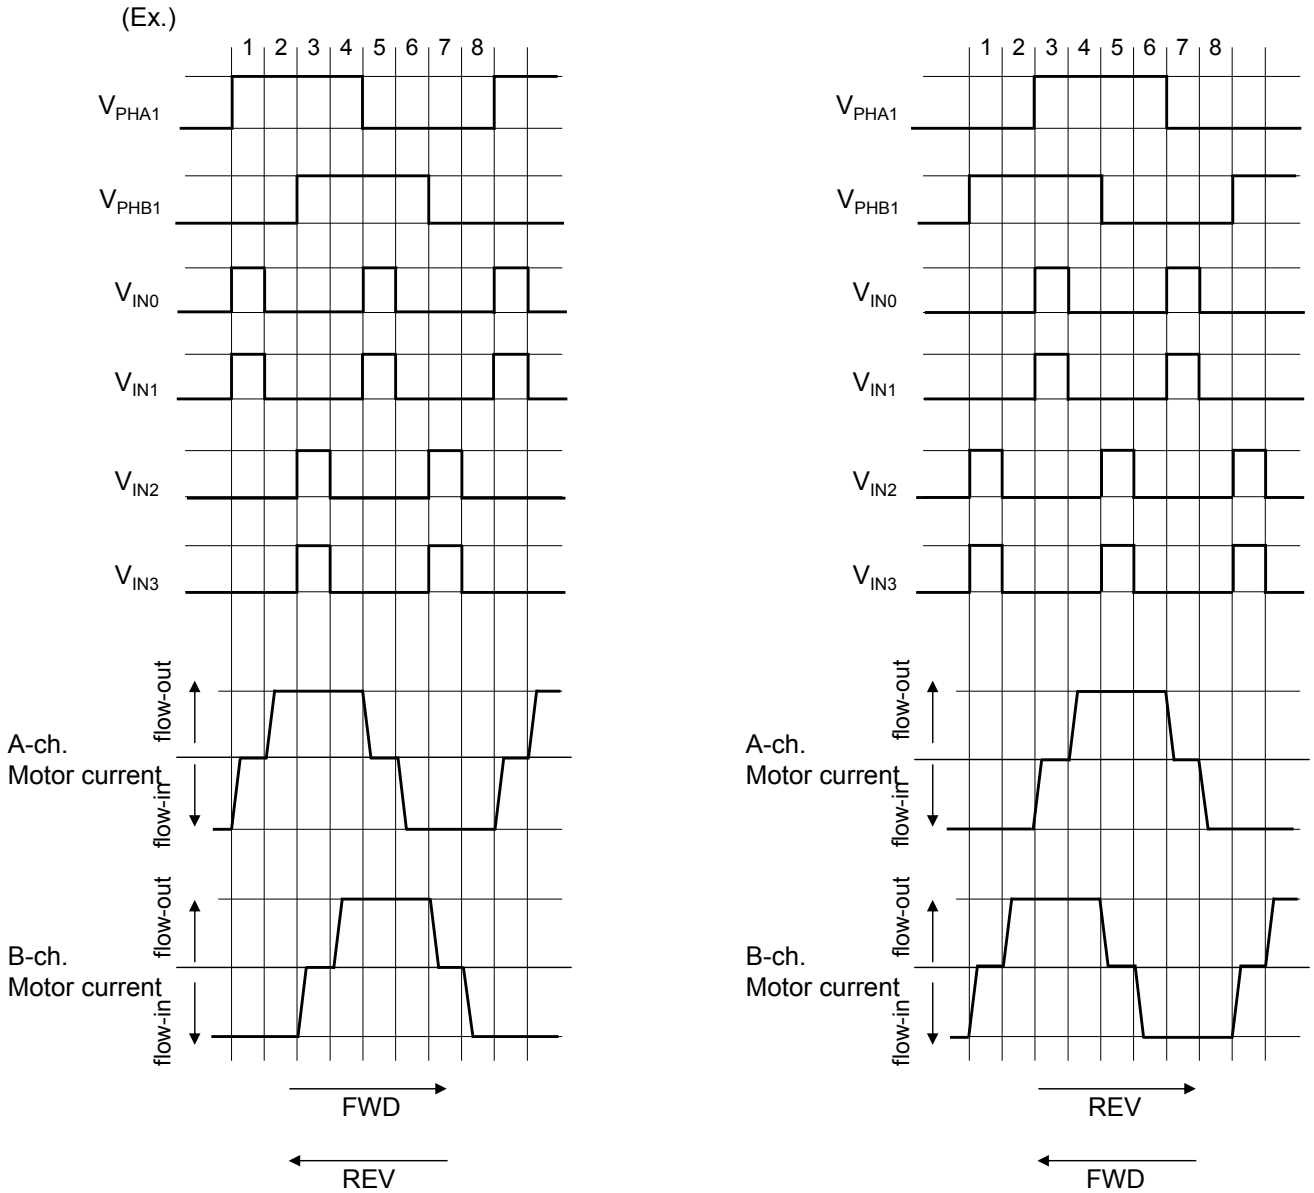 (Ex.)
1 2 3 4 5 6 7 8
VPHA1
VPHB1
VIN0
VIN1
VIN2
VIN3
flow-out
A-ch.
Motor current
flow-in
flow-out
B-ch.
Motor current
flow-in
FWD
REV
1 2 3 4 5 6 7 8
VPHA1
VPHB1
VIN0
VIN1
VIN2
VIN3
flow-out
A-ch.
Motor current
flow-in
flow-out
B-ch.
Motor current
flow-in
REV
FWD